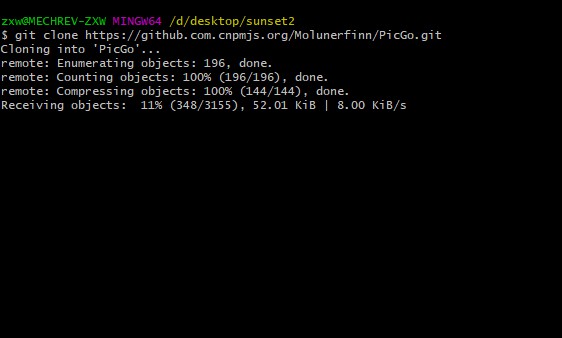 zxw@MECHREV-ZXW MINGW64 /d/desktop/sunset2
$ git clone https://github.com.cnpmjs.org/Molunerfinn/PicGo.git
Cloning into 'PicGo'...
remote: Enumerating objects: 196, done.
remote: Counting objects: 100% (196/196), done.
remote: Compressing objects: 100% (144/144), done.
Receiving objects:  11% (348/3155), 52.01 KiB | 8.00 KiB/s